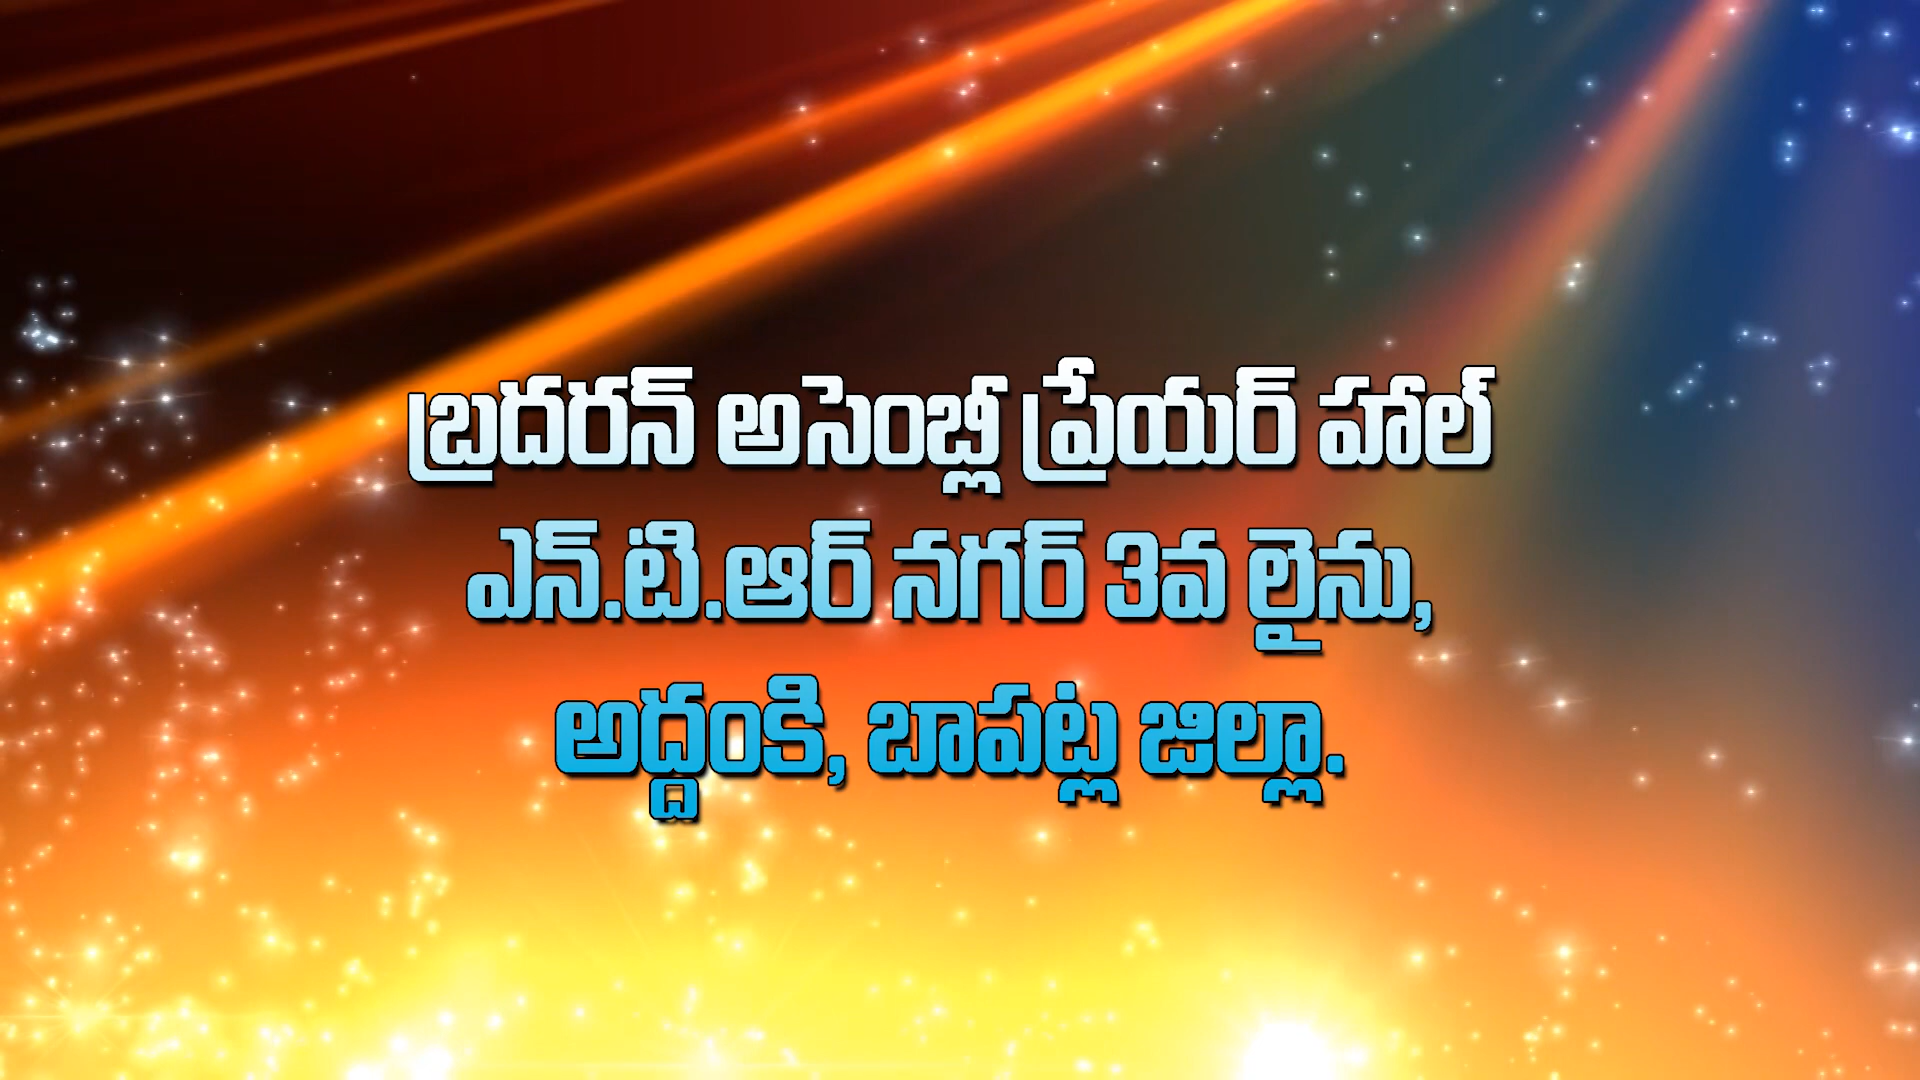 బ్రదరన్ అసెంబ్లీ ప్రేయర్ హాల్
ఎన్.టి.ఆర్ నగర్ 3వ లైను,
అద్దంకి, బాపట్ల జిల్లా.